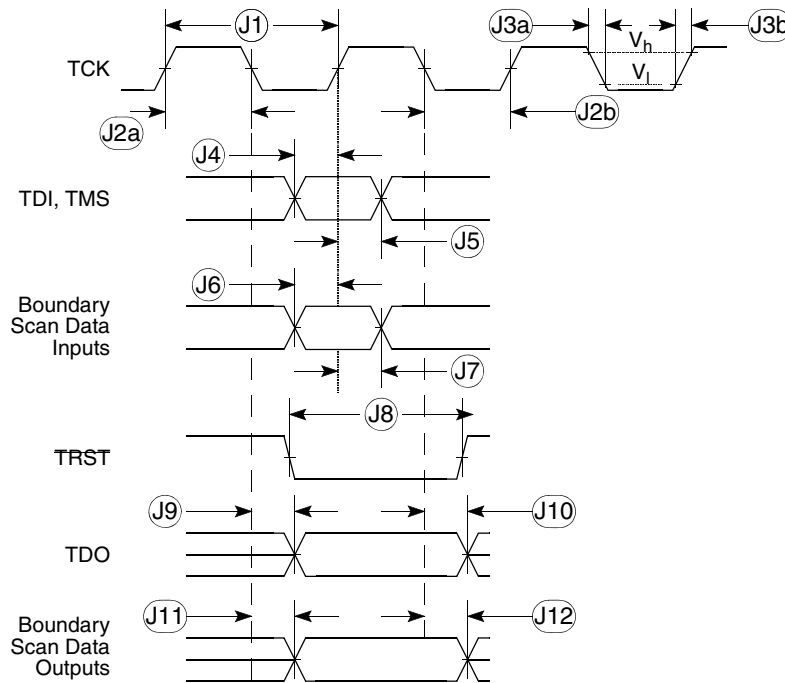 J1
J3a
J3b
Vh
TCK
Vl
J2a
J2b
J4
TDI, TMS
J5
J6
Boundary
Scan Data
Inputs
J7
J8
TRST
J9
J10
TDO
J11
J12
Boundary
Scan Data
Outputs